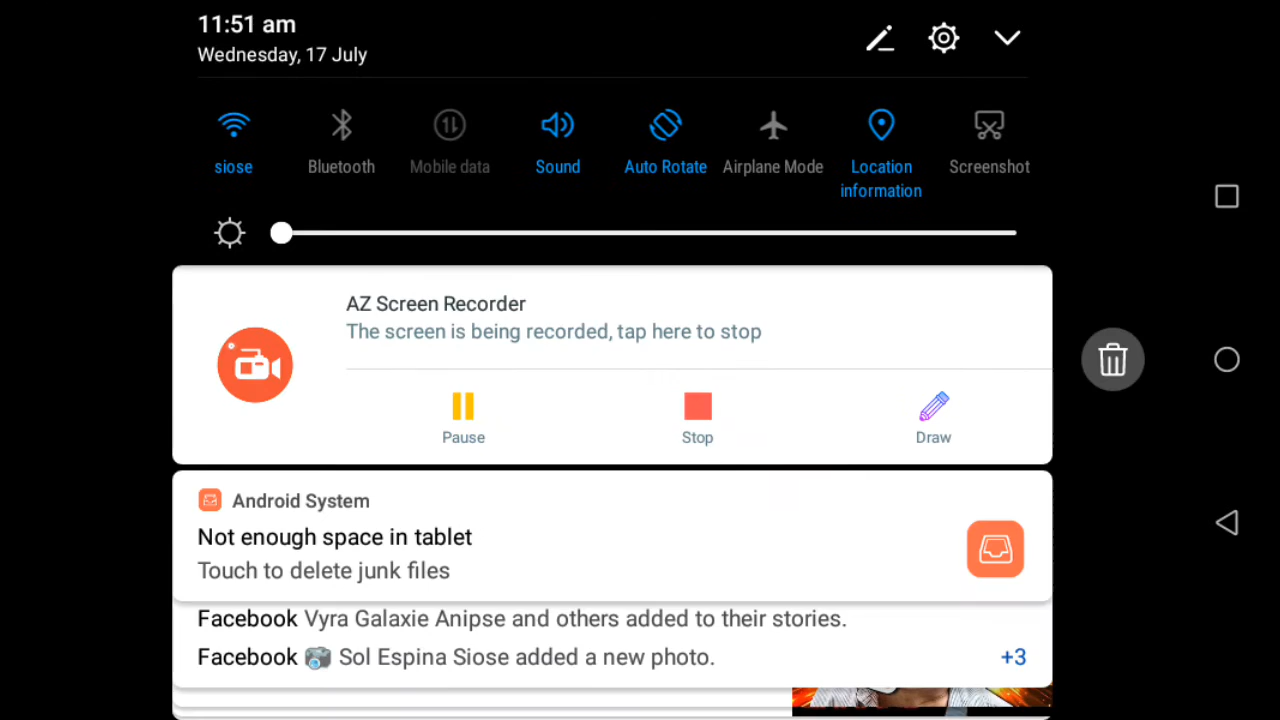 11:51 am
Wednesday, 17 July
siose
Bluetooth
Mobile data
Sound
Auto Rotate
Airplane Mode
Location information
Screenshot
AZ Screen Recorder
The screen is being recorded, tap here to stop
Pause
Stop
Draw
Android System
Not enough space in tablet
Touch to delete junk files
Facebook Vyra Galaxie Anipse and others added to their stories.
Facebook 📷 Sol Espina Siose added a new photo. +3